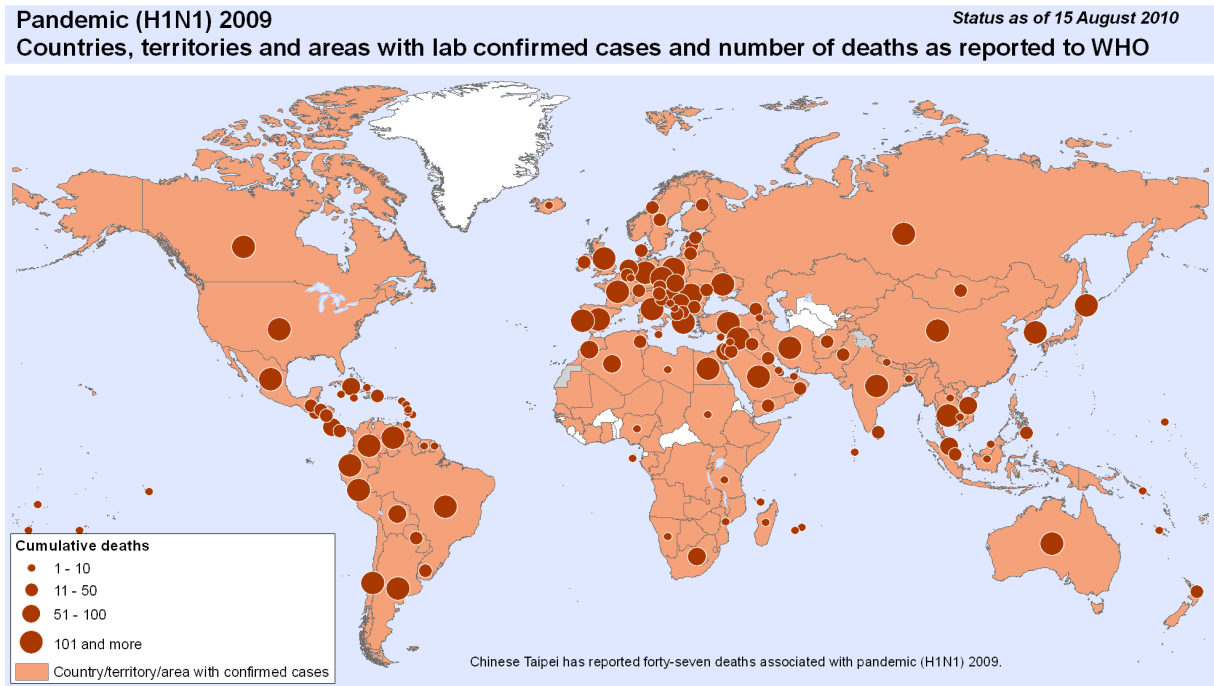 Pandemic (H1N1) 2009
Status as of 15 August 2010
Countries, territories and areas with lab confirmed cases and number of deaths as reported to WHO
Cumulative deaths
1 - 10
11 - 50
51 - 100
101 and more
Country/territory/area with confirmed cases
Chinese Taipei has reported forty-seven deaths associated with pandemic (H1N1) 2009.